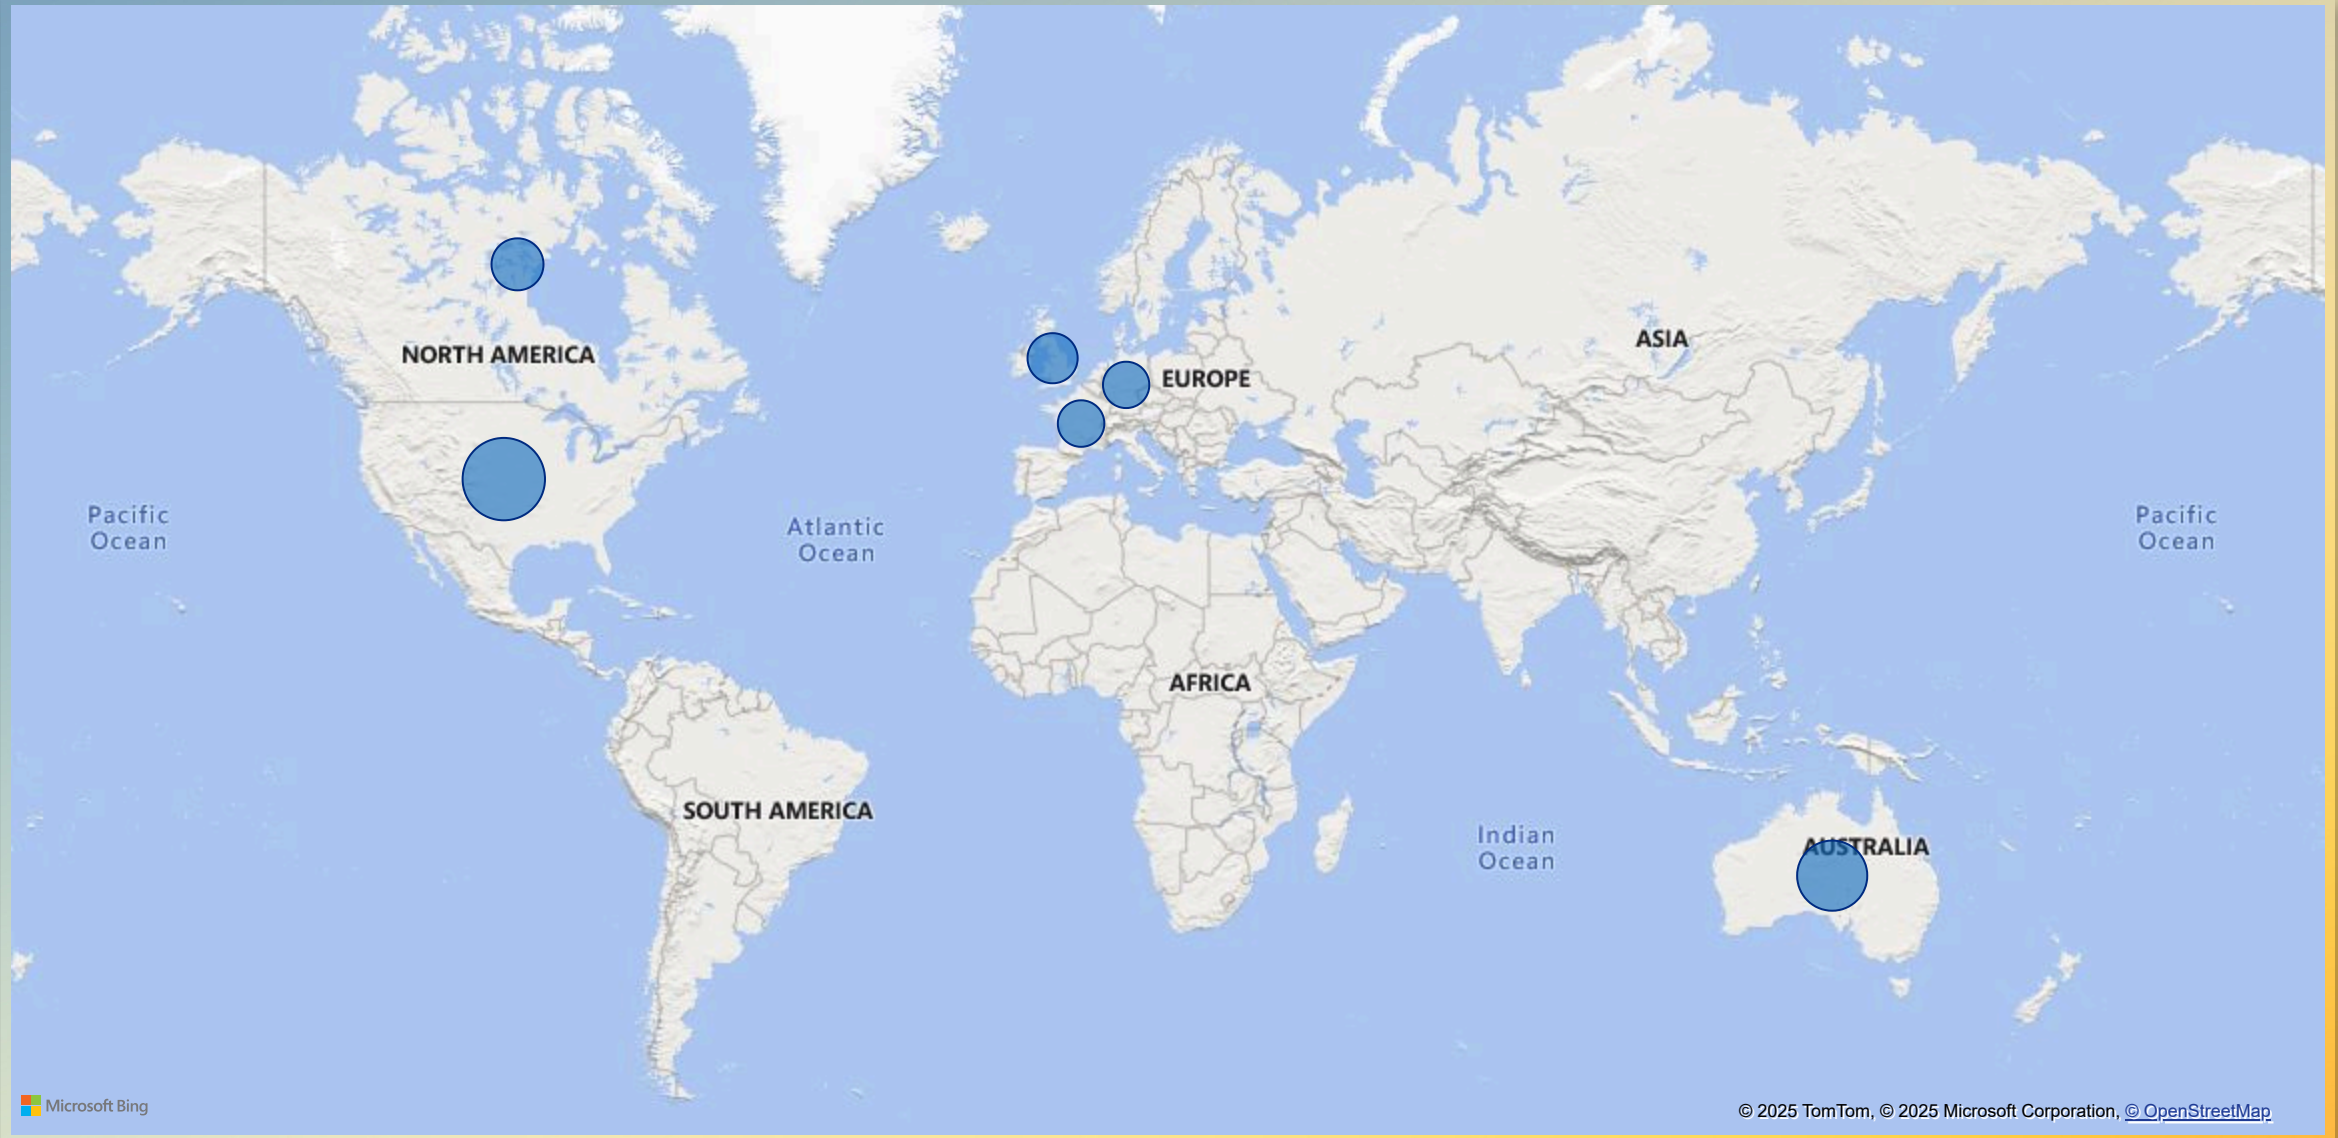 NORTH AMERICA
ASIA
EUROPE
Pacific
Ocean
Atlantic
Ocean
Pacific
Ocean
AFRICA
SOUTH AMERICA
Indian
Ocean
AUSTRALIA
Microsoft Bing
© 2025 TomTom, © 2025 Microsoft Corporation, © OpenStreetMap